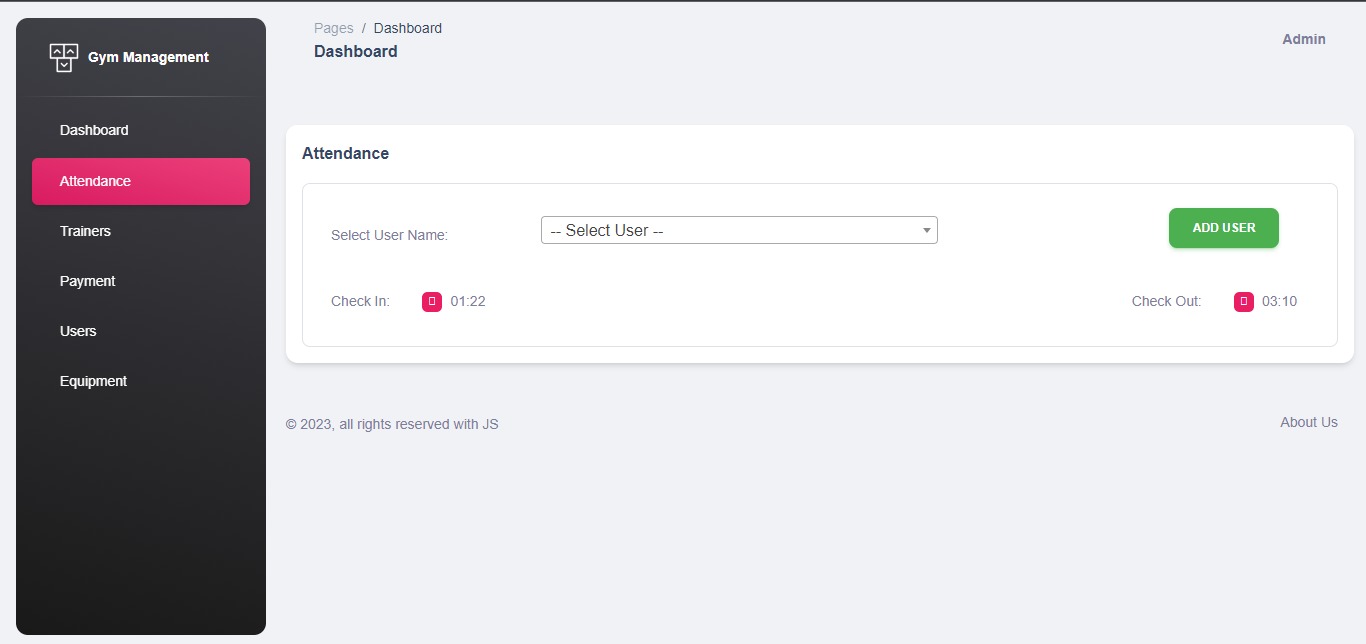 Gym Management
Dashboard
Attendance
Trainers
Payment
Users
Equipment
Pages / Dashboard
Dashboard
Admin
Attendance
Select User Name:
-- Select User --
ADD USER
Check In:
01:22
Check Out:
03:10
© 2023, all rights reserved with JS
About Us